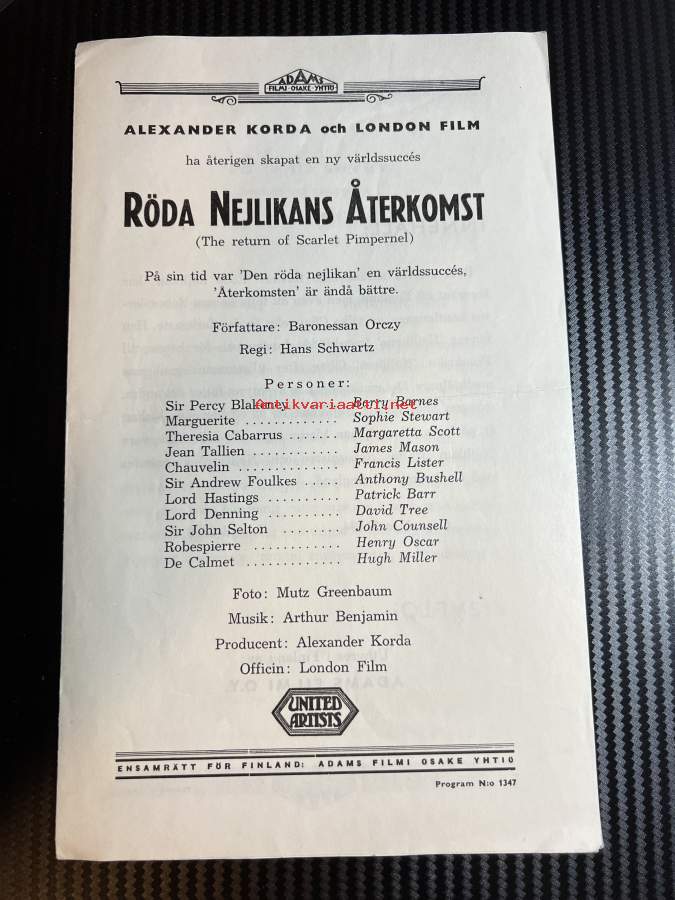 ADAMS
FILMI · OSAKE · YHTIÖ
ALEXANDER KORDA och LONDON FILM
ha återigen skapat en ny världssuccés
RÖDA NEJLIKANS ÅTERKOMST
(The return of Scarlet Pimpernel)
På sin tid var 'Den röda nejlikan' en världssuccés,
'Återkomsten' är ändå bättre.
Författare: Baronessan Orczy
Regi: Hans Schwartz
Personer:
Sir Percy Blakeney .... Barry Barnes
antikvariaatti.net
Marguerite ............. Sophie Stewart
Theresia Cabarrus ....... Margaretta Scott
Jean Tallien ............ James Mason
Chauvelin ............. Francis Lister
Sir Andrew Foulkes ..... Anthony Bushell
Lord Hastings .......... Patrick Barr
Lord Denning .......... David Tree
Sir John Selton ........ John Counsell
Robespierre ............ Henry Oscar
De Calmet ............. Hugh Miller
Foto: Mutz Greenbaum
Musik: Arthur Benjamin
Producent: Alexander Korda
Officin: London Film
UNITED
ARTISTS
ENSAMRÄTT FÖR FINLAND: ADAMS FILMI OSAKE YHTIÖ
Program N:o 1347